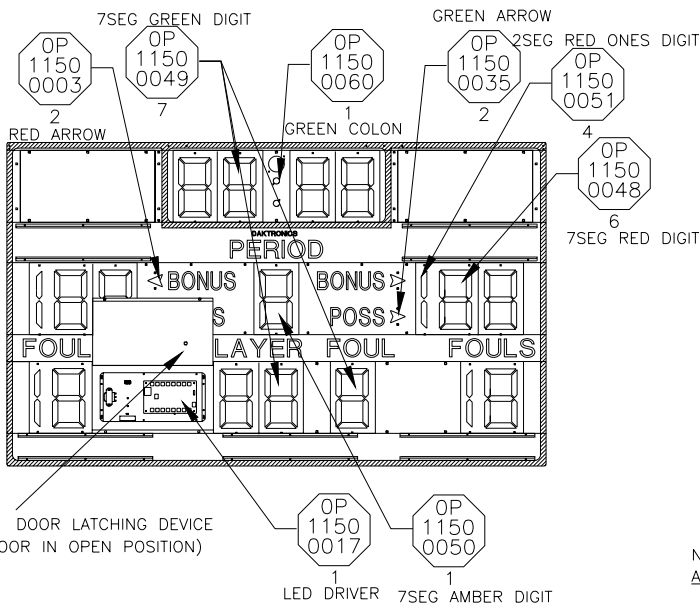 7SEG GREEN DIGIT
GREEN ARROW
2SEG RED ONES DIGIT
OP
1150
0003
2
RED ARROW
OP
1150
0049
7
OP
1150
0060
1
GREEN COLON
OP
1150
0035
2
OP
1150
0051
4
OP
1150
0048
6
7SEG RED DIGIT
DAKTRONICS
PERIOD
BONUS
BONUS
S
POSS
FOUL
LAYER
FOUL
FOULS
DOOR LATCHING DEVICE
OOR IN OPEN POSITION)
OP
1150
0017
1
LED DRIVER
OP
1150
0050
1
7SEG AMBER DIGIT
N
A